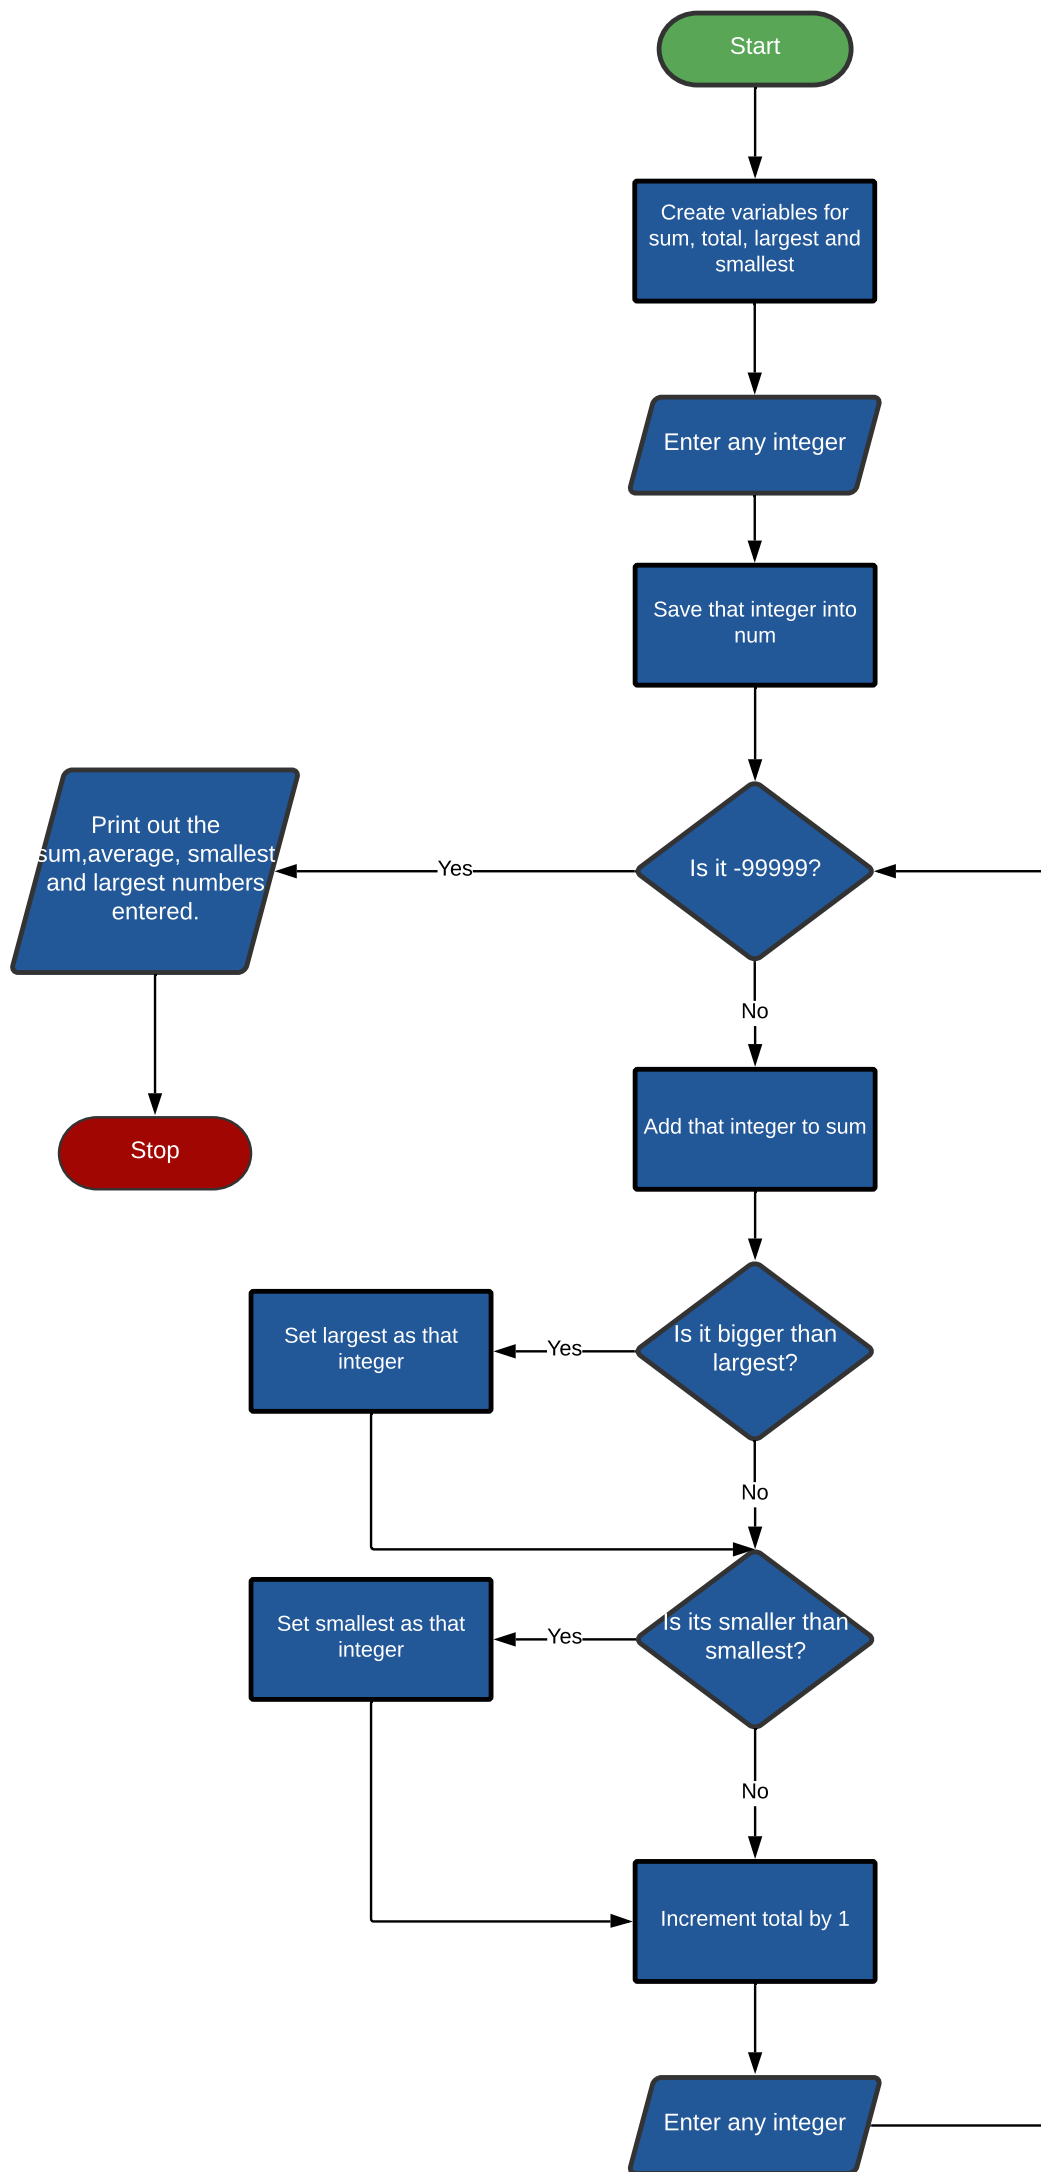 Start
Create variables for
sum, total, largest and
smallest
Enter any integer
Save that integer into
num
Is it -99999?
Yes
Print out the
sum,average, smallest
and largest numbers
entered.
Stop
No
Add that integer to sum
Is it bigger than
largest?
Yes
Set largest as that
integer
No
Is its smaller than
smallest?
Yes
Set smallest as that
integer
No
Increment total by 1
Enter any integer